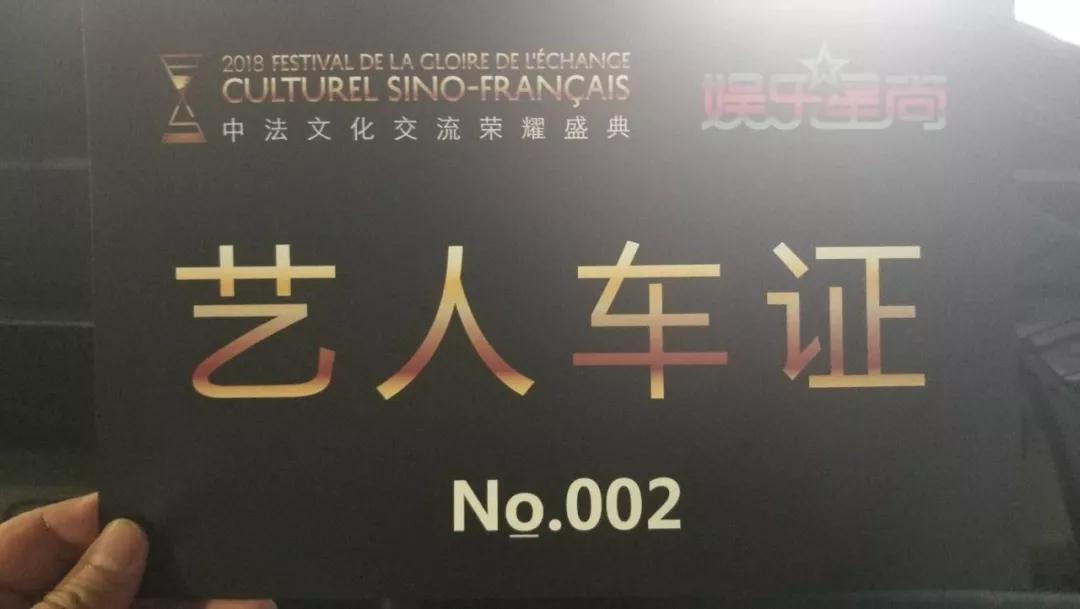 2018 FESTIVAL DE LA GLOIRE DE L'ÉCHANGE
CULTUREL SINO-FRANÇAIS
中法文化交流荣耀盛典
娱乐星尚
艺人车证
No.002